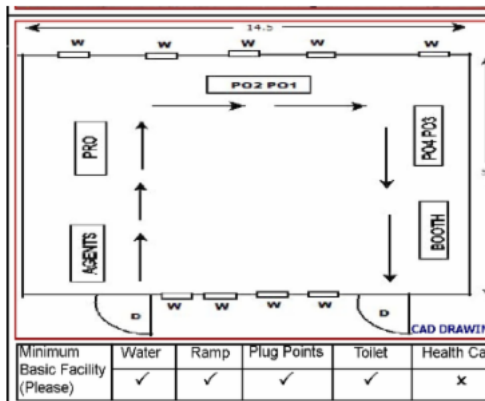 14.5
W W W W W
PO2 PO1
PRO
PO4 PO3
AGENTS
BOOTH
D W W W W D
CAD DRAWIN
Minimum Basic Facility (Please) Water Ramp Plug Points Toilet Health Ca
✓ ✓ ✓ ✓ x